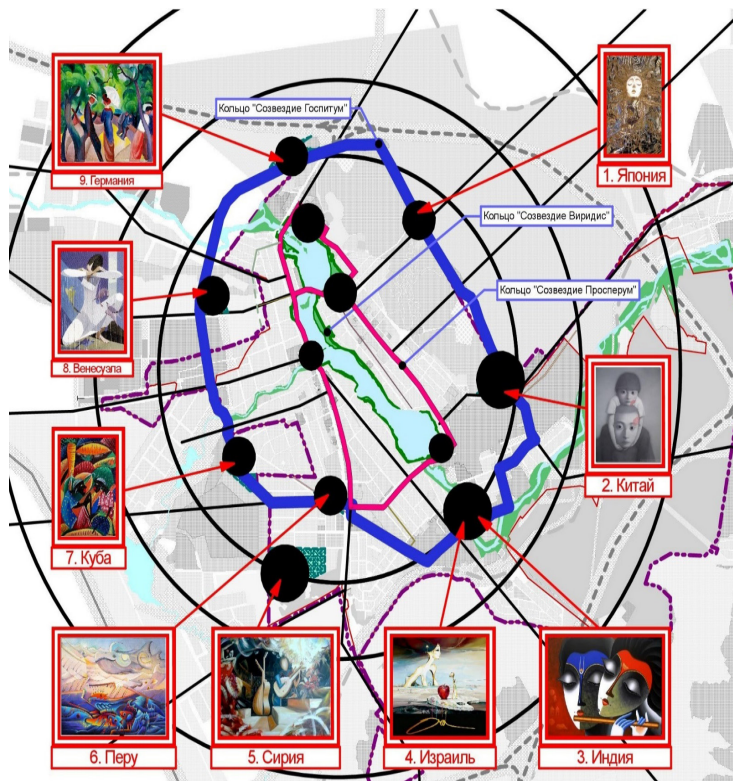 Кольцо "Созвездие Госпитум"
1. Япония
9. Германия
Кольцо "Созвездие Виридис"
Кольцо "Созвездие Просперум"
8. Венесуэла
2. Китай
7. Куба
6. Перу
5. Сирия
4. Израиль
3. Индия